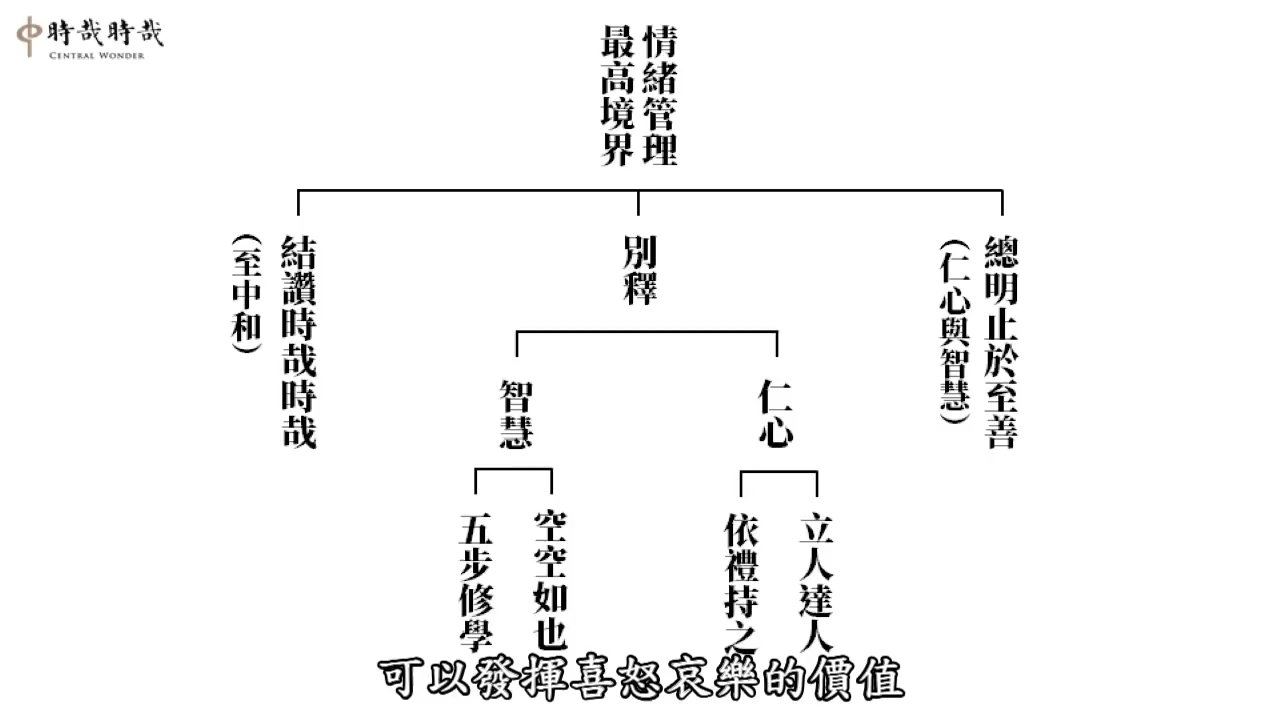 時哉時哉
CENTRAL WONDER
情緒管理
最高境界
總明止於至善
(仁心與智慧)
別釋
結讚時哉時哉
(至中和)
仁心
智慧
立人達人
依禮持之
空空如也
五步修學
可以發揮喜怒哀樂的價值